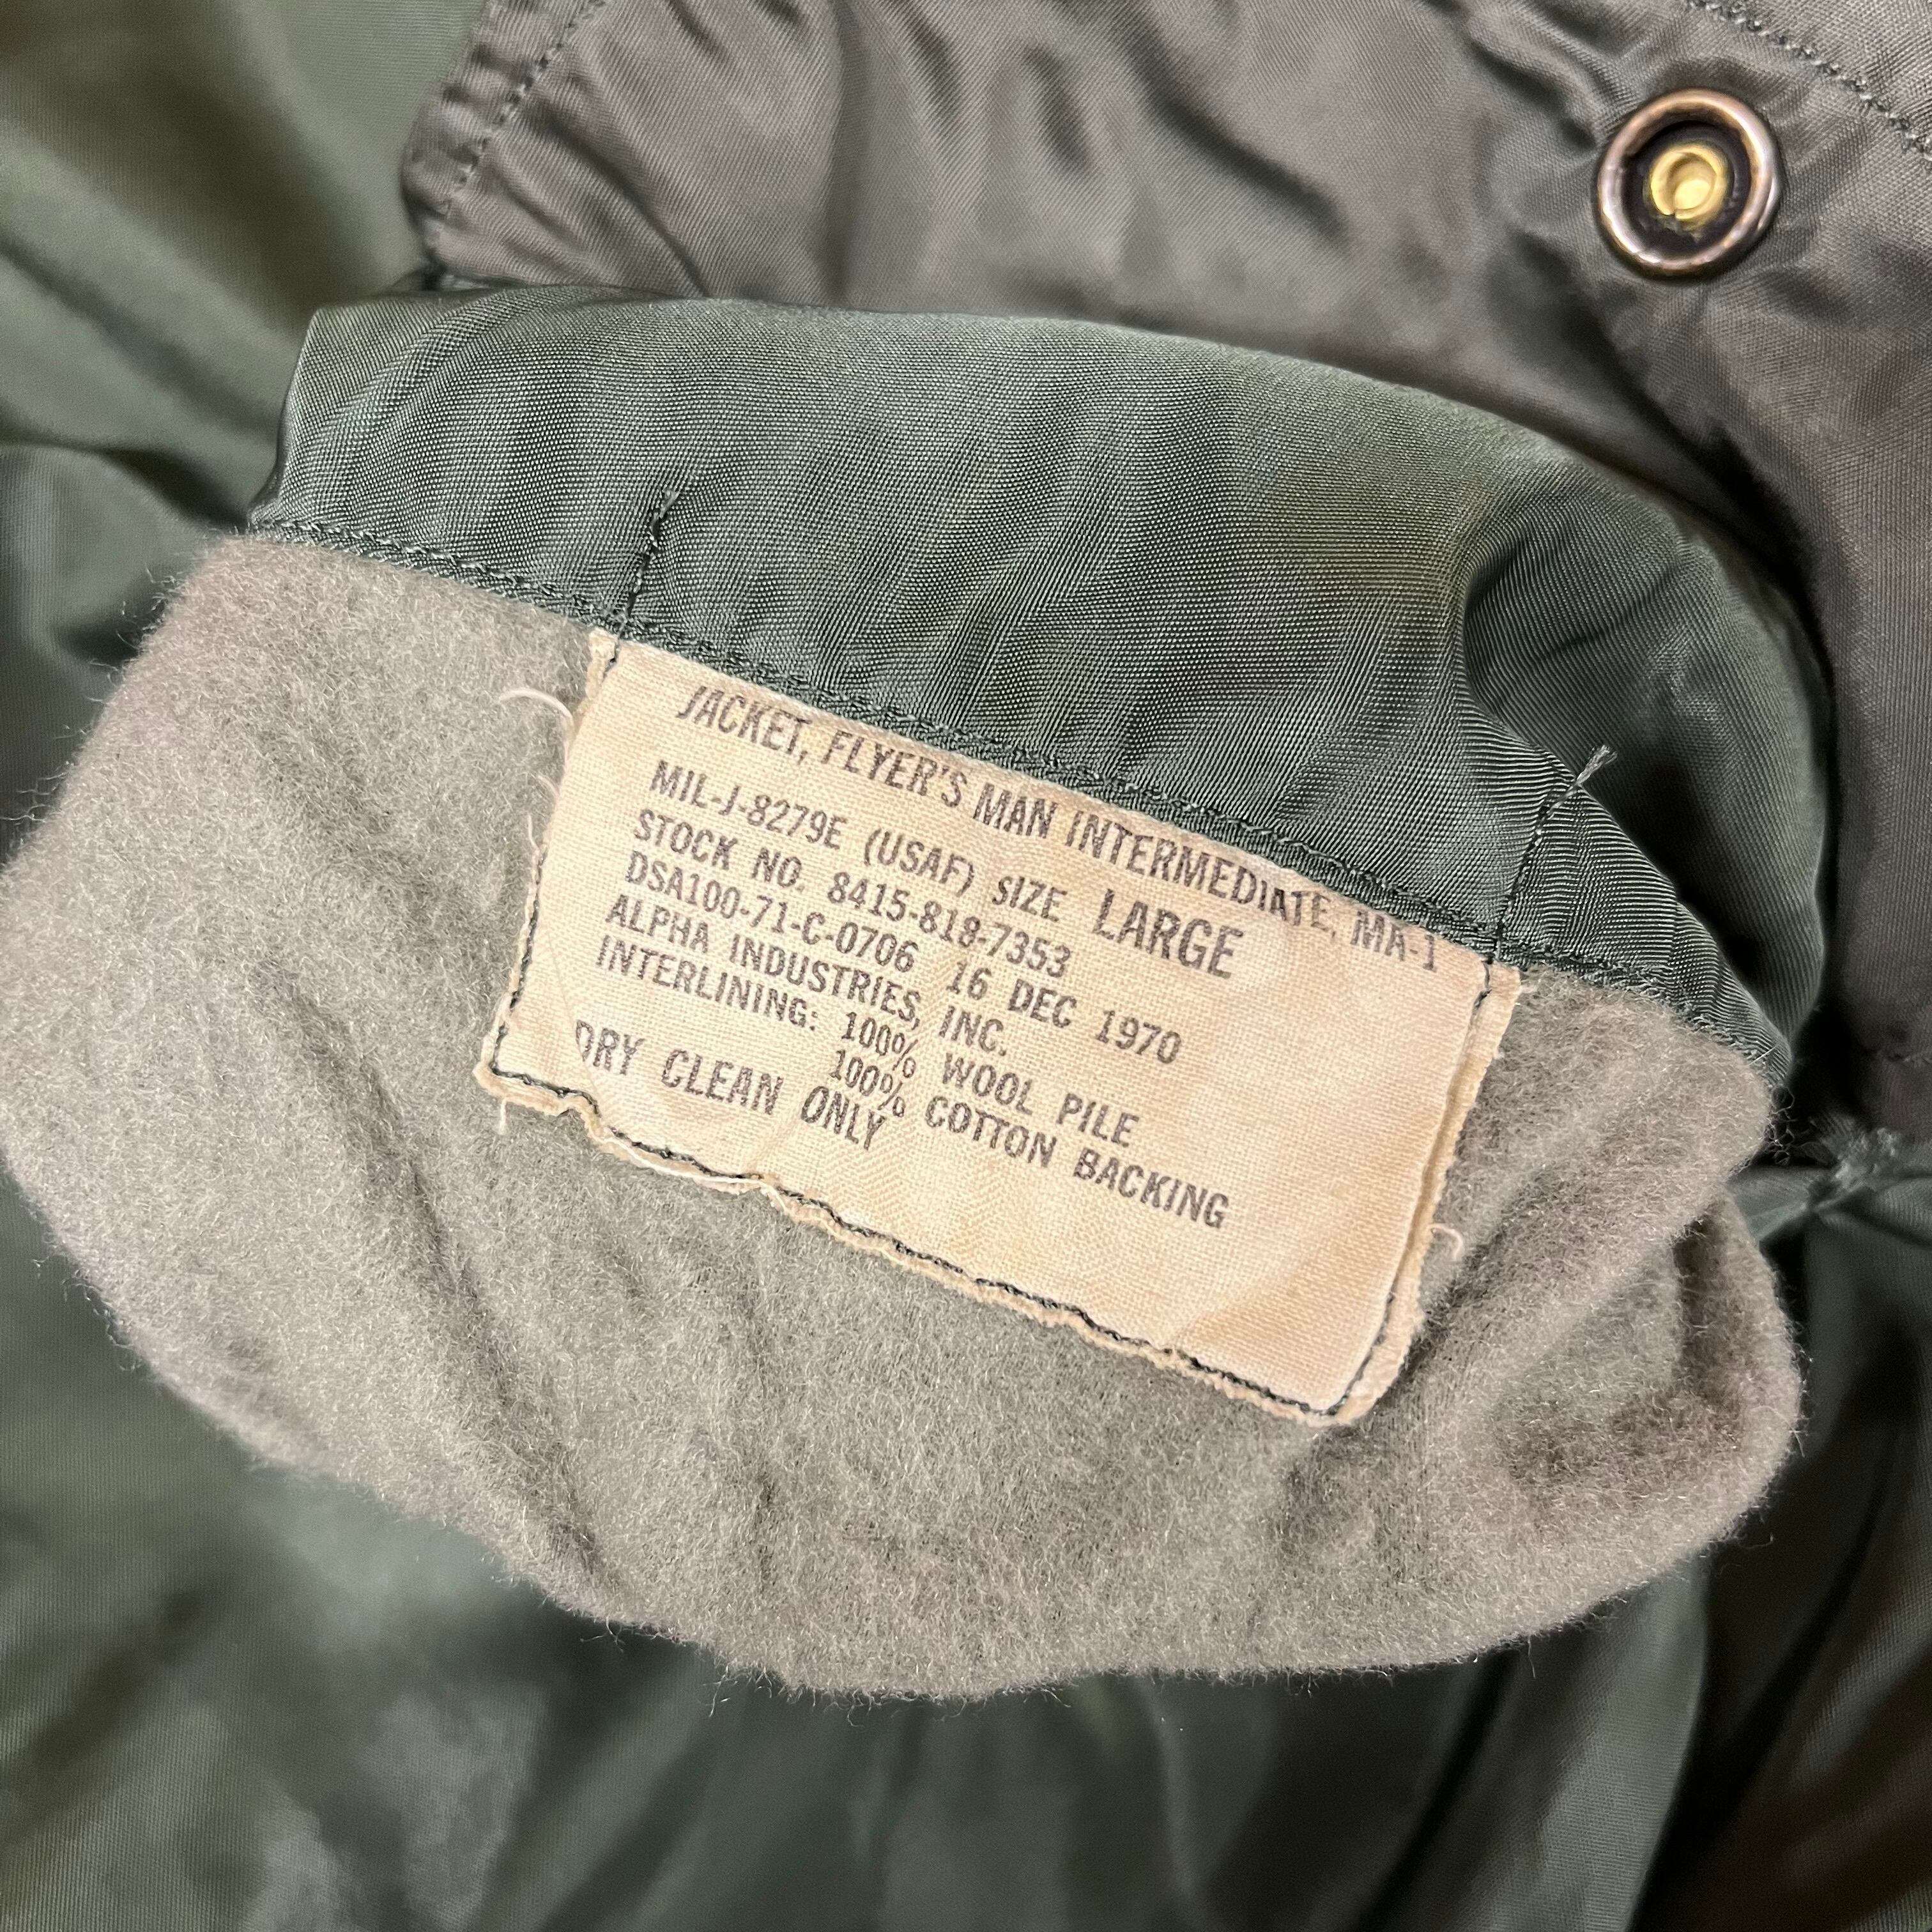 JACKET, FLYER'S MAN INTERMEDIATE, MA-1
MIL-J-8279E (USAF) SIZE LARGE
STOCK NO. 8415-818-7353
DSA100-71-C-0706 16 DEC 1970
ALPHA INDUSTRIES, INC.
INTERLINING: 100% WOOL PILE
100% COTTON BACKING
DRY CLEAN ONLY